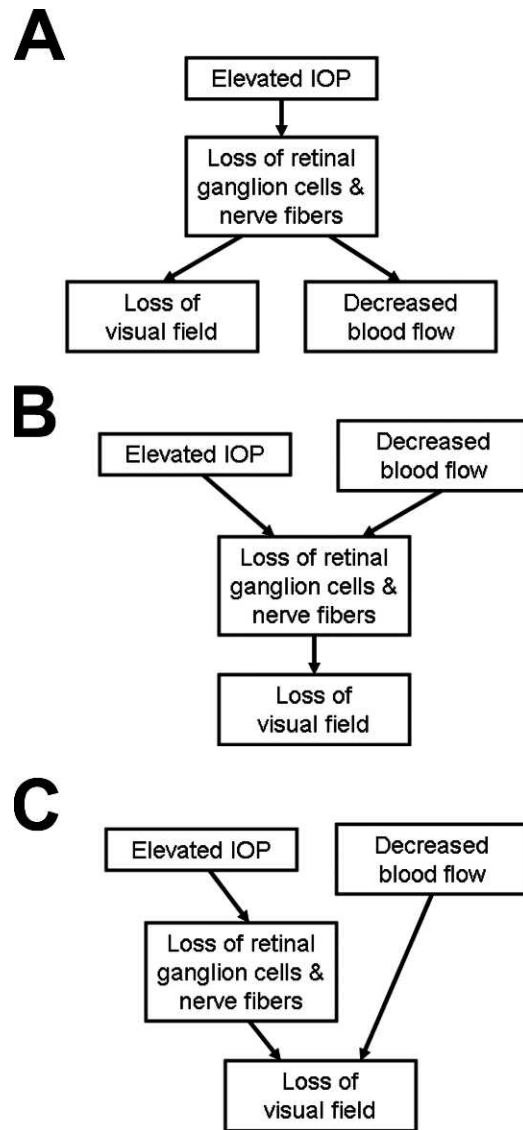 A
Elevated IOP
Loss of retinal
ganglion cells &
nerve fibers
Loss of
visual field
Decreased
blood flow
B
Elevated IOP
Decreased
blood flow
Loss of retinal
ganglion cells &
nerve fibers
Loss of
visual field
C
Elevated IOP
Decreased
blood flow
Loss of retinal
ganglion cells &
nerve fibers
Loss of
visual field